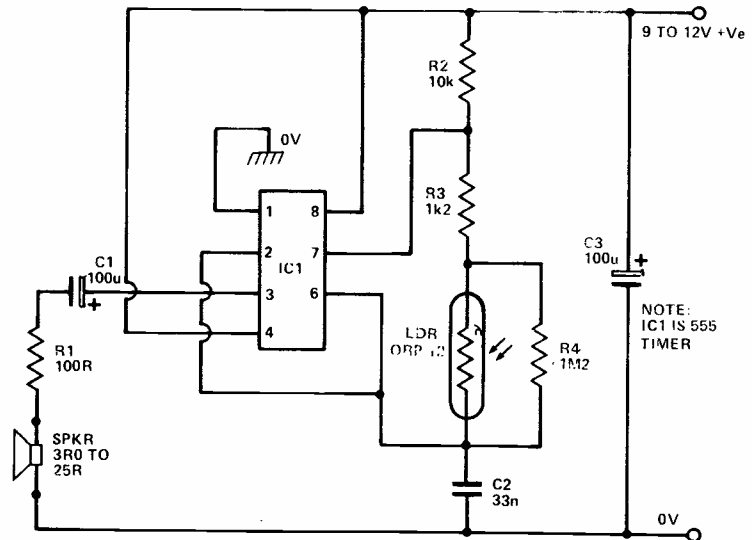 9 TO 12V +Ve
R2
10k
0V
R3
1k2
1
8
2
7
IC1
3
6
4
C1
100u
+
C3
100u
+
NOTE:
IC1 IS 555
TIMER
LDR
R4
1M2
R1
100R
SPKR
3R0 TO
25R
C2
33n
0V